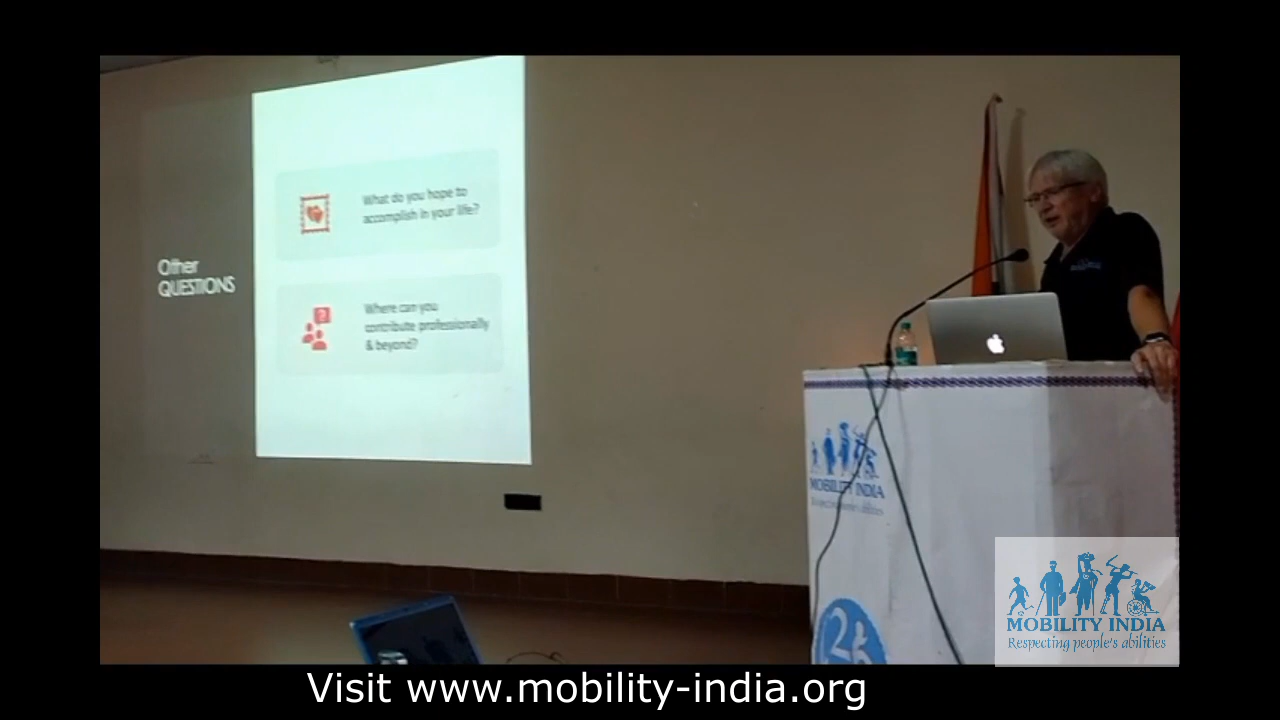 Other
QUESTIONS
What do you hope to
accomplish in your life?
Where can you
contribute professionally
& beyond?
?
MOBILITY INDIA
MOBILITY INDIA
Respecting people's abilities
Visit www.mobility-india.org